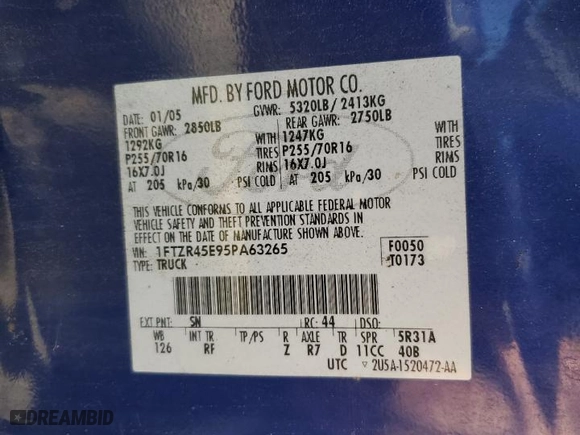 MFD. BY FORD MOTOR CO.
DATE: 01/05 GVWR: 5320LB/ 2413KG
FRONT GAWR: 2850LB REAR GAWR: 2750LB
1292KG WITH 1247KG WITH
P255/70R16 TIRES P255/70R16 TIRES
16X7.0J RIMS 16X7.0J RIMS
AT 205 kPa/30 PSI COLD AT 205 kPa/30 PSI COLD
THIS VEHICLE CONFORMS TO ALL APPLICABLE FEDERAL MOTOR
VEHICLE SAFETY AND THEFT PREVENTION STANDARDS IN
EFFECT ON THE DATE OF MANUFACTURE SHOWN ABOVE.
VIN: 1FTZR45E95PA63265 F0050
TYPE: TRUCK T0173
Ford
EXT PNT: SN RC: 44 DSO:
WB INT TR TP/PS R AXLE TR SPR 5R31A
126 RF Z R7 D 11CC 40B
UTC ▽ 2U5A-1520472-AA
DREAMBID